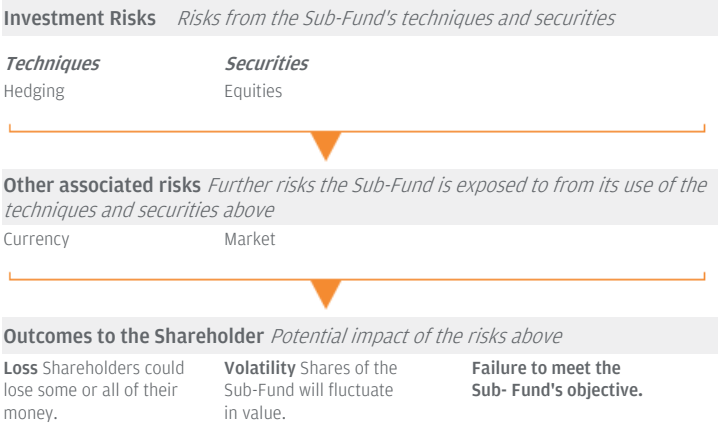 Investment Risks Risks from the Sub-Fund's techniques and securities
Techniques Securities
Hedging Equities
Other associated risks Further risks the Sub-Fund is exposed to from its use of the
techniques and securities above
Currency Market
Outcomes to the Shareholder Potential impact of the risks above
Loss Shareholders could
lose some or all of their
money.
Volatility Shares of the
Sub-Fund will fluctuate
in value.
Failure to meet the
Sub- Fund's objective.